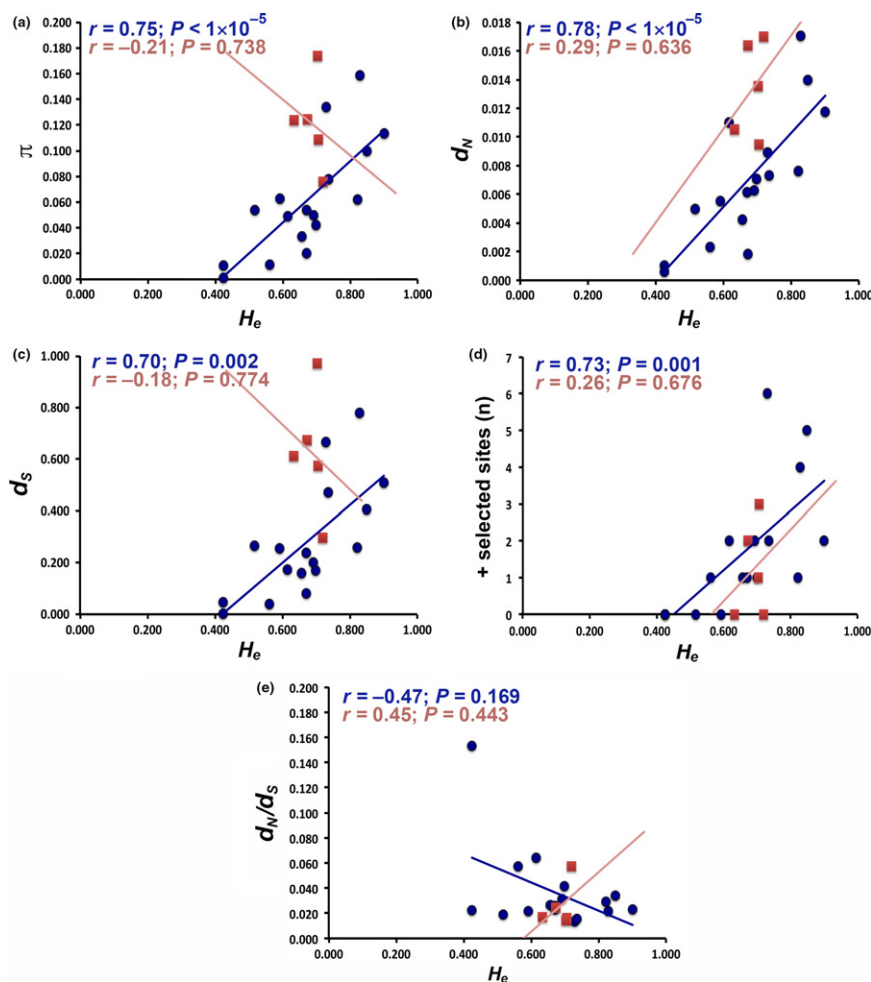 (a)
r = 0.75; P < 1×10⁻⁵
r = –0.21; P = 0.738
0.200
0.180
0.160
0.140
0.120
0.100
0.080
0.060
0.040
0.020
0.000
π
0.000 0.200 0.400 0.600 0.800 1.000
He
(b)
r = 0.78; P < 1×10⁻⁵
r = 0.29; P = 0.636
0.018
0.016
0.014
0.012
0.010
0.008
0.006
0.004
0.002
0.000
dN
0.000 0.200 0.400 0.600 0.800 1.000
He
(c)
r = 0.70; P = 0.002
r = –0.18; P = 0.774
1.000
0.800
0.600
0.400
0.200
0.000
dS
0.000 0.200 0.400 0.600 0.800 1.000
He
(d)
r = 0.73; P = 0.001
r = 0.26; P = 0.676
7
6
5
4
3
2
1
0
+ selected sites (n)
0.000 0.200 0.400 0.600 0.800 1.000
He
(e)
r = –0.47; P = 0.169
r = 0.45; P = 0.443
0.200
0.180
0.160
0.140
0.120
0.100
0.080
0.060
0.040
0.020
0.000
dN/dS
0.000 0.200 0.400 0.600 0.800 1.000
He